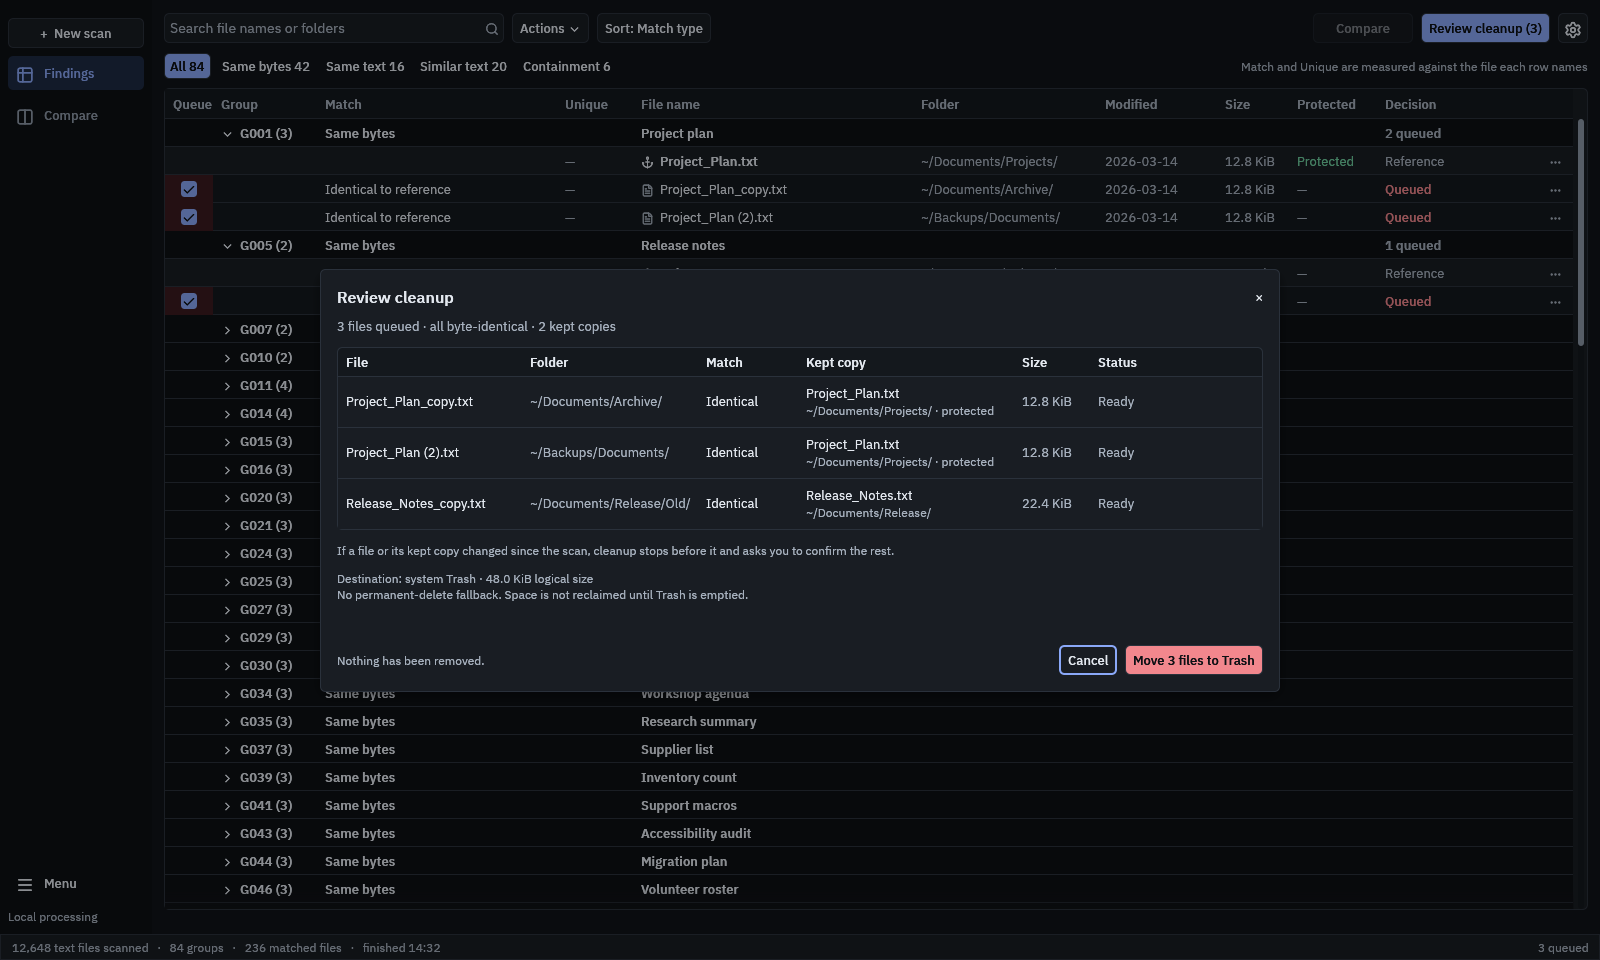 + New scan
Findings
Compare
Search file names or folders
Actions
Sort: Match type
Compare
Review cleanup (3)
All 84
Same bytes 42
Same text 16
Similar text 20
Containment 6
Match and Unique are measured against the file each row names
Queue Group Match Unique File name Folder Modified Size Protected Decision
G001 (3) Same bytes Project plan 2 queued
— Project_Plan.txt ~/Documents/Projects/ 2026-03-14 12.8 KiB Protected Reference ···
Identical to reference — Project_Plan_copy.txt ~/Documents/Archive/ 2026-03-14 12.8 KiB — Queued ···
Identical to reference — Project_Plan (2).txt ~/Backups/Documents/ 2026-03-14 12.8 KiB — Queued ···
G005 (2) Same bytes Release notes 1 queued
— Reference ···
— Queued ···
G007 (2)
G010 (2)
G011 (4)
G014 (4)
G015 (3)
G016 (3)
G020 (3)
G021 (3)
G024 (3)
G025 (3)
G027 (3)
G029 (3)
G030 (3)
G034 (3) Same bytes Workshop agenda
G035 (3) Same bytes Research summary
G037 (3) Same bytes Supplier list
G039 (3) Same bytes Inventory count
G041 (3) Same bytes Support macros
G043 (3) Same bytes Accessibility audit
G044 (3) Same bytes Migration plan
G046 (3) Same bytes Volunteer roster
Review cleanup ×
3 files queued · all byte-identical · 2 kept copies
File Folder Match Kept copy Size Status
Project_Plan_copy.txt ~/Documents/Archive/ Identical Project_Plan.txt 12.8 KiB Ready
~/Documents/Projects/ · protected
Project_Plan (2).txt ~/Backups/Documents/ Identical Project_Plan.txt 12.8 KiB Ready
~/Documents/Projects/ · protected
Release_Notes_copy.txt ~/Documents/Release/Old/ Identical Release_Notes.txt 22.4 KiB Ready
~/Documents/Release/
If a file or its kept copy changed since the scan, cleanup stops before it and asks you to confirm the rest.
Destination: system Trash · 48.0 KiB logical size
No permanent-delete fallback. Space is not reclaimed until Trash is emptied.
Nothing has been removed.
Cancel
Move 3 files to Trash
Menu
Local processing
12,648 text files scanned · 84 groups · 236 matched files · finished 14:32
3 queued